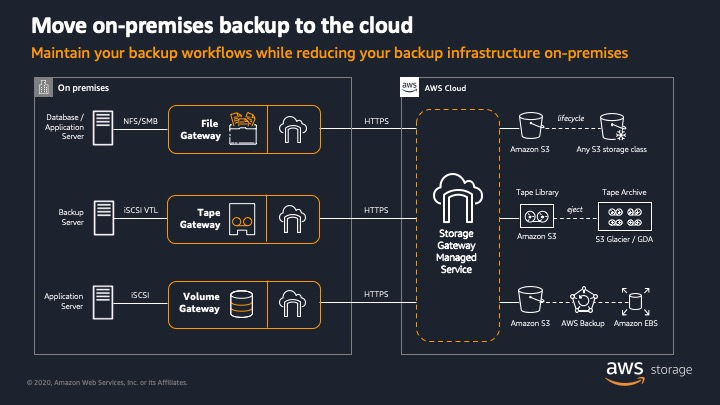 Move on-premises backup to the cloud
Maintain your backup workflows while reducing your backup infrastructure on-premises
On premises
aws
AWS Cloud
Database /
Application
Server
NFS/SMB
File
Gateway
HTTPS
Amazon S3
lifecycle
Any S3 storage class
Backup
Server
iSCSI VTL
Tape
Gateway
HTTPS
Storage
Gateway
Managed
Service
Tape Library
Amazon S3
eject
Tape Archive
S3 Glacier / GDA
Application
Server
iSCSI
Volume
Gateway
HTTPS
Amazon S3
AWS Backup
Amazon EBS
© 2020, Amazon Web Services, Inc. or its Affiliates.
aws storage